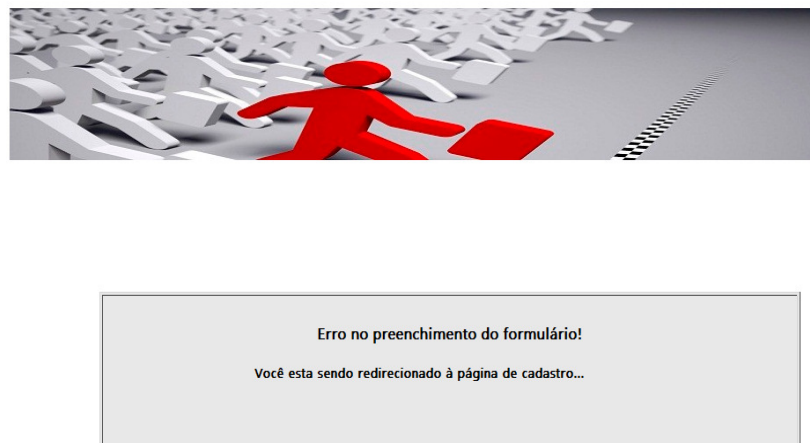 Erro no preenchimento do formulário!
Você esta sendo redirecionado à página de cadastro...